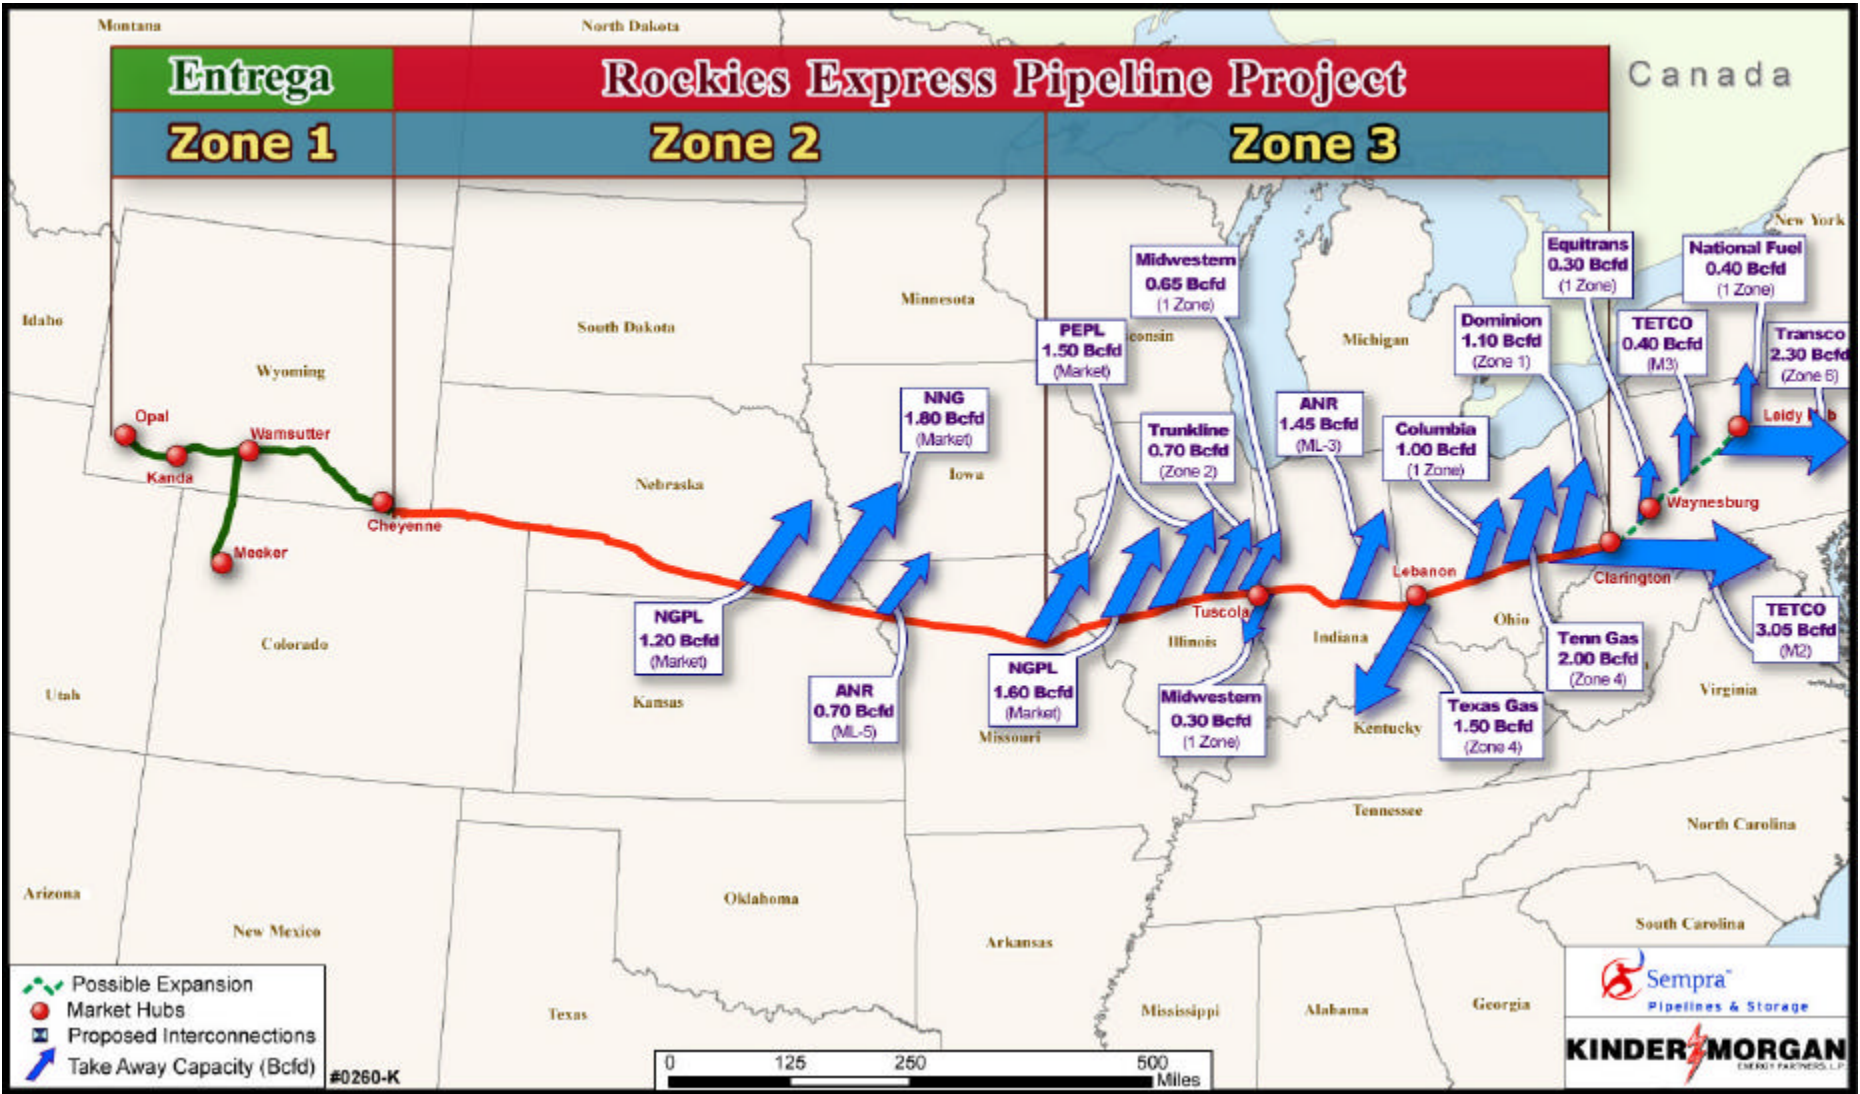 Montana
North Dakota
Entrega
Rockies Express Pipeline Project
Canada
Zone 1
Zone 2
Zone 3
New York
Idaho
Wyoming
South Dakota
Minnesota
consin
Michigan
Midwestern
0.65 Bcfd
(1 Zone)
Equitrans
0.30 Bcfd
(1 Zone)
National Fuel
0.40 Bcfd
(1 Zone)
PEPL
1.50 Bcfd
(Market)
Dominion
1.10 Bcfd
(Zone 1)
TETCO
0.40 Bcfd
(M3)
Transco
2.30 Bcfd
(Zone 6)
NNG
1.80 Bcfd
(Market)
Trunkline
0.70 Bcfd
(Zone 2)
ANR
1.45 Bcfd
(ML-3)
Columbia
1.00 Bcfd
(1 Zone)
Opal
Kanda
Wamsutter
Meeker
Cheyenne
Nebraska
Iowa
Leidy
Waynesburg
Clarington
Lebanon
Tuscola
NGPL
1.20 Bcfd
(Market)
ANR
0.70 Bcfd
(ML-5)
NGPL
1.60 Bcfd
(Market)
Midwestern
0.30 Bcfd
(1 Zone)
Texas Gas
1.50 Bcfd
(Zone 4)
Tenn Gas
2.00 Bcfd
(Zone 4)
TETCO
3.05 Bcfd
(M2)
Utah
Colorado
Kansas
Missouri
Illinois
Indiana
Ohio
Kentucky
Virginia
Arizona
New Mexico
Oklahoma
Arkansas
Tennessee
North Carolina
South Carolina
Texas
Mississippi
Alabama
Georgia
Possible Expansion
Market Hubs
Proposed Interconnections
Take Away Capacity (Bcfd)
#0260-K
0 125 250 500
Miles
Sempra™
Pipelines & Storage
KINDER MORGAN
ENERGY PARTNERS, L.P.